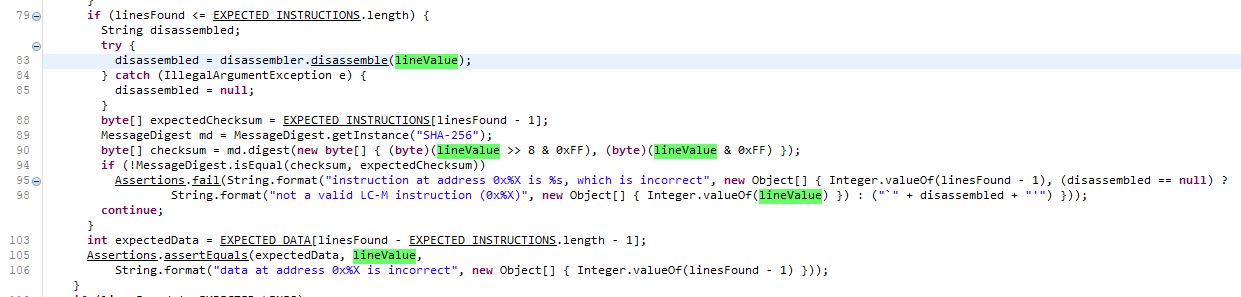 }
79 if (linesFound <= EXPECTED_INSTRUCTIONS.length) {
String disassembled;
try {
83 disassembled = disassembler.disassemble(lineValue);
84 } catch (IllegalArgumentException e) {
85 disassembled = null;
}
88 byte[] expectedChecksum = EXPECTED_INSTRUCTIONS[linesFound - 1];
89 MessageDigest md = MessageDigest.getInstance("SHA-256");
90 byte[] checksum = md.digest(new byte[] { (byte)(lineValue >> 8 & 0xFF), (byte)(lineValue & 0xFF) });
94 if (!MessageDigest.isEqual(checksum, expectedChecksum))
95 Assertions.fail(String.format("instruction at address 0x%X is %s, which is incorrect", new Object[] { Integer.valueOf(linesFound - 1), (disassembled == null) ?
98 String.format("not a valid LC-M instruction (0x%X)", new Object[] { Integer.valueOf(lineValue) }) : ("`" + disassembled + "'") }));
continue;
}
103 int expectedData = EXPECTED_DATA[linesFound - EXPECTED_INSTRUCTIONS.length - 1];
105 Assertions.assertEquals(expectedData, lineValue,
106 String.format("data at address 0x%X is incorrect", new Object[] { Integer.valueOf(linesFound - 1) }));
}